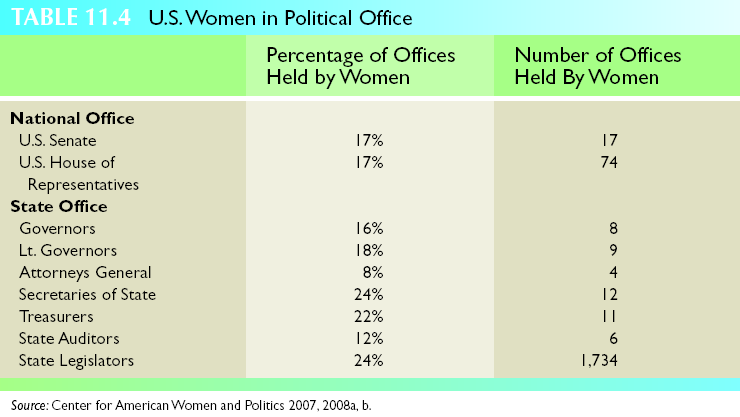 TABLE 11.4 U.S. Women in Political Office
Percentage of Offices Number of Offices
Held by Women Held By Women
National Office
U.S. Senate 17% 17
U.S. House of 17% 74
Representatives
State Office
Governors 16% 8
Lt. Governors 18% 9
Attorneys General 8% 4
Secretaries of State 24% 12
Treasurers 22% 11
State Auditors 12% 6
State Legislators 24% 1,734
Source: Center for American Women and Politics 2007, 2008a, b.